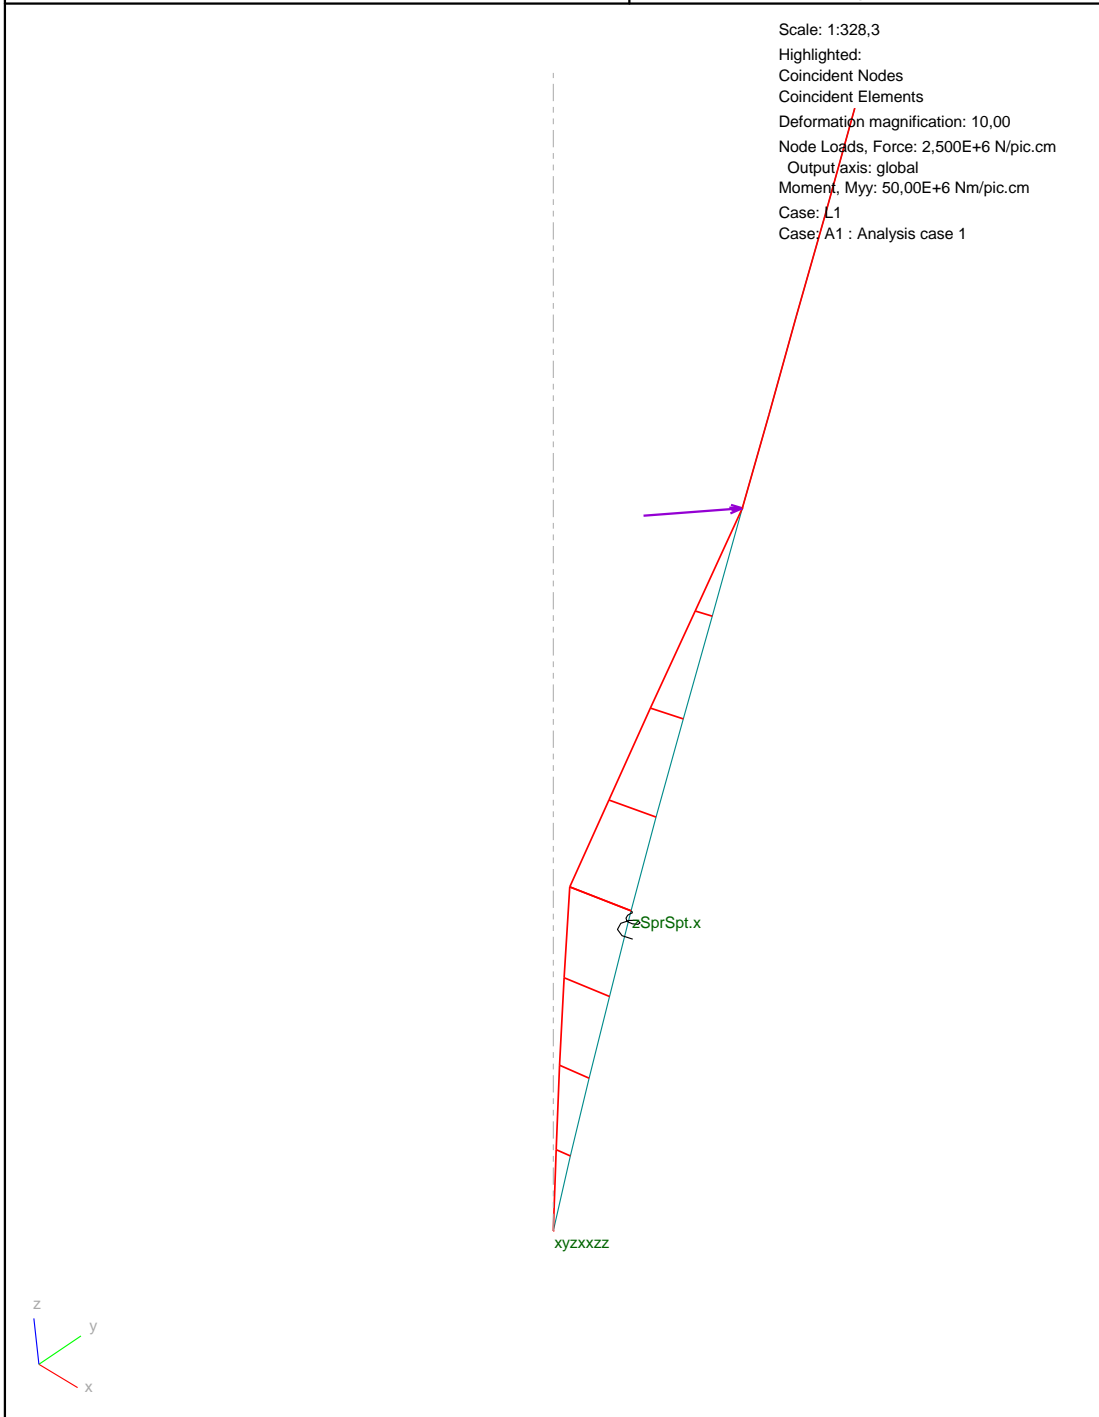 Scale: 1:328,3
Highlighted:
Coincident Nodes
Coincident Elements
Deformation magnification: 10,00
Node Loads, Force: 2,500E+6 N/pic.cm
Output axis: global
Moment, Myy: 50,00E+6 Nm/pic.cm
Case: L1
Case: A1 : Analysis case 1
zSprSpt.x
xyzxxzz
z
y
x